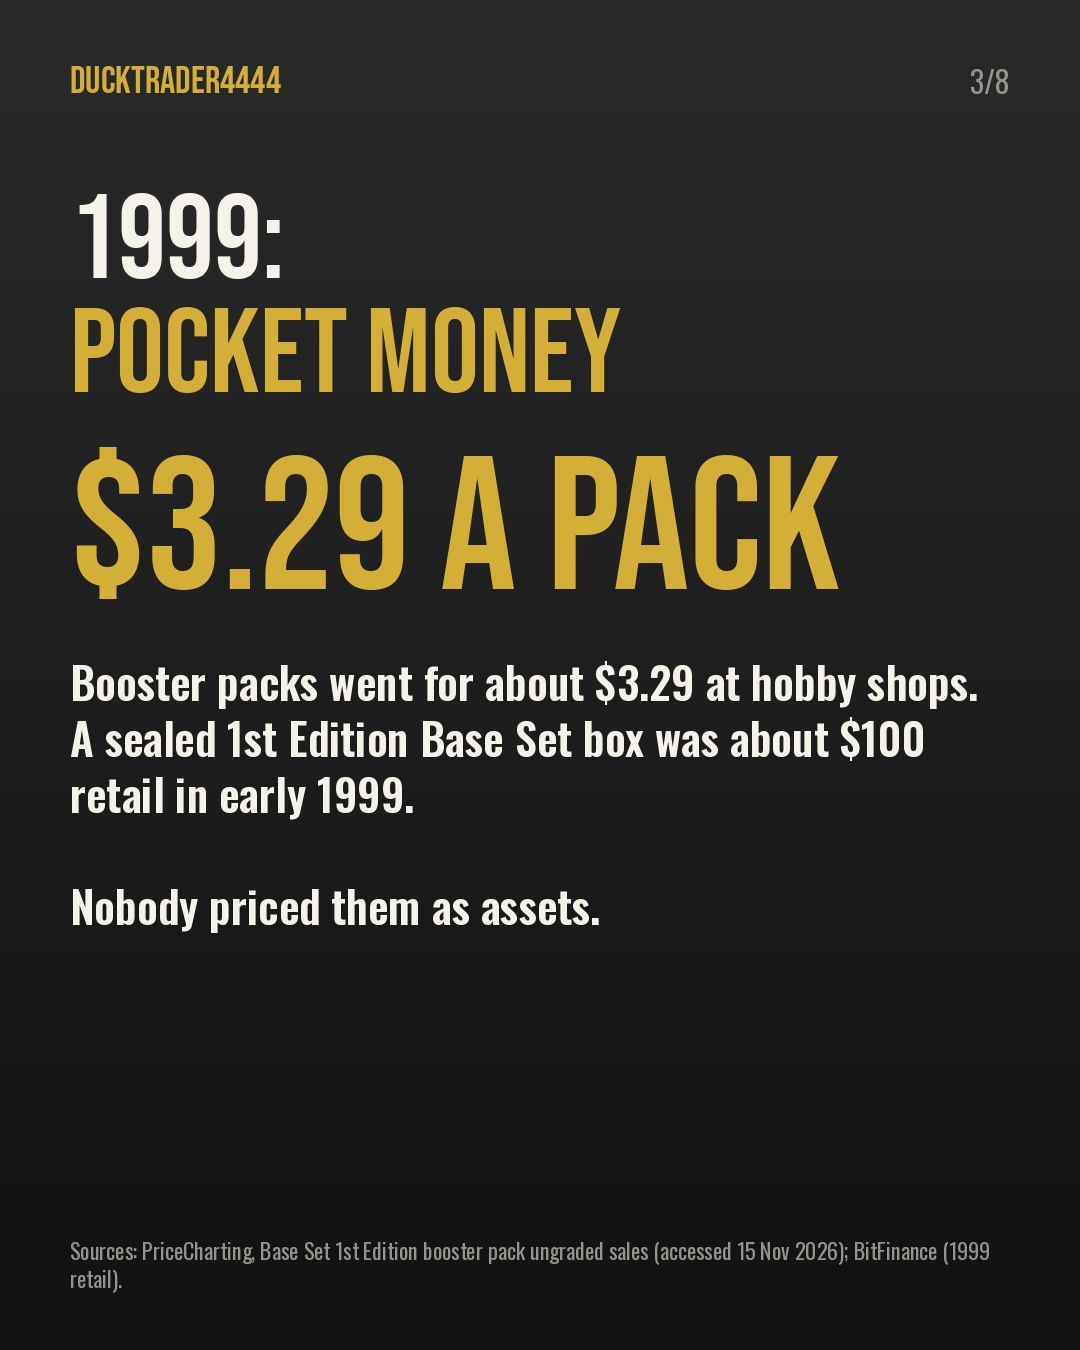 DUCKTRADER4444
3/8
1999:
POCKET MONEY
$3.29 A PACK
Booster packs went for about $3.29 at hobby shops.
A sealed 1st Edition Base Set box was about $100
retail in early 1999.
Nobody priced them as assets.
Sources: PriceCharting, Base Set 1st Edition booster pack ungraded sales (accessed 15 Nov 2026); BitFinance (1999
retail).